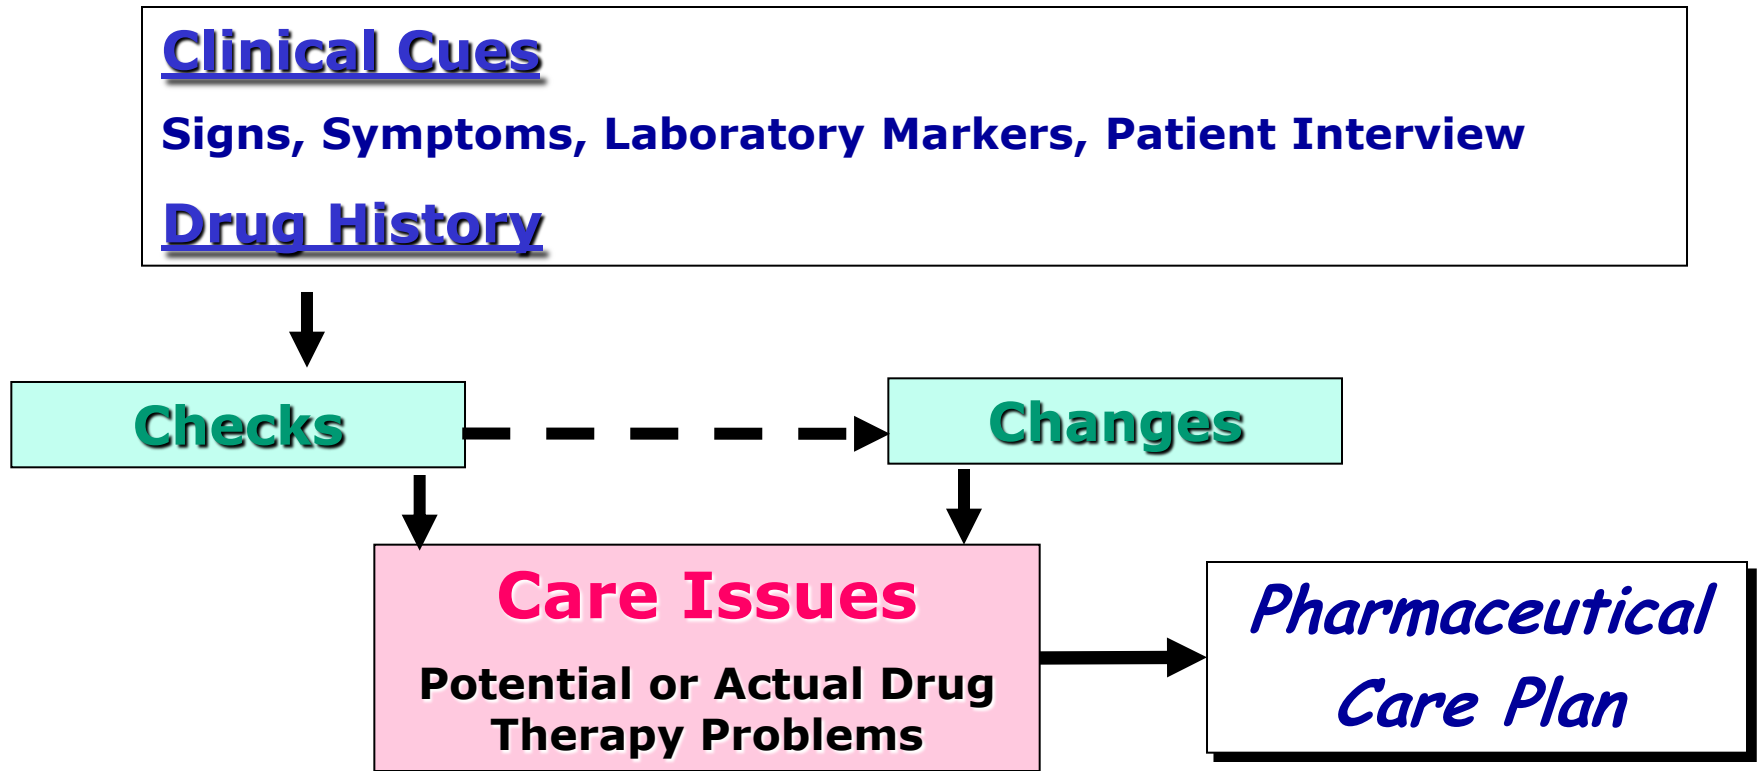 Clinical Cues
Signs, Symptoms, Laboratory Markers, Patient Interview
Drug History
Checks
Changes
Care Issues
Potential or Actual Drug
Therapy Problems
Pharmaceutical
Care Plan